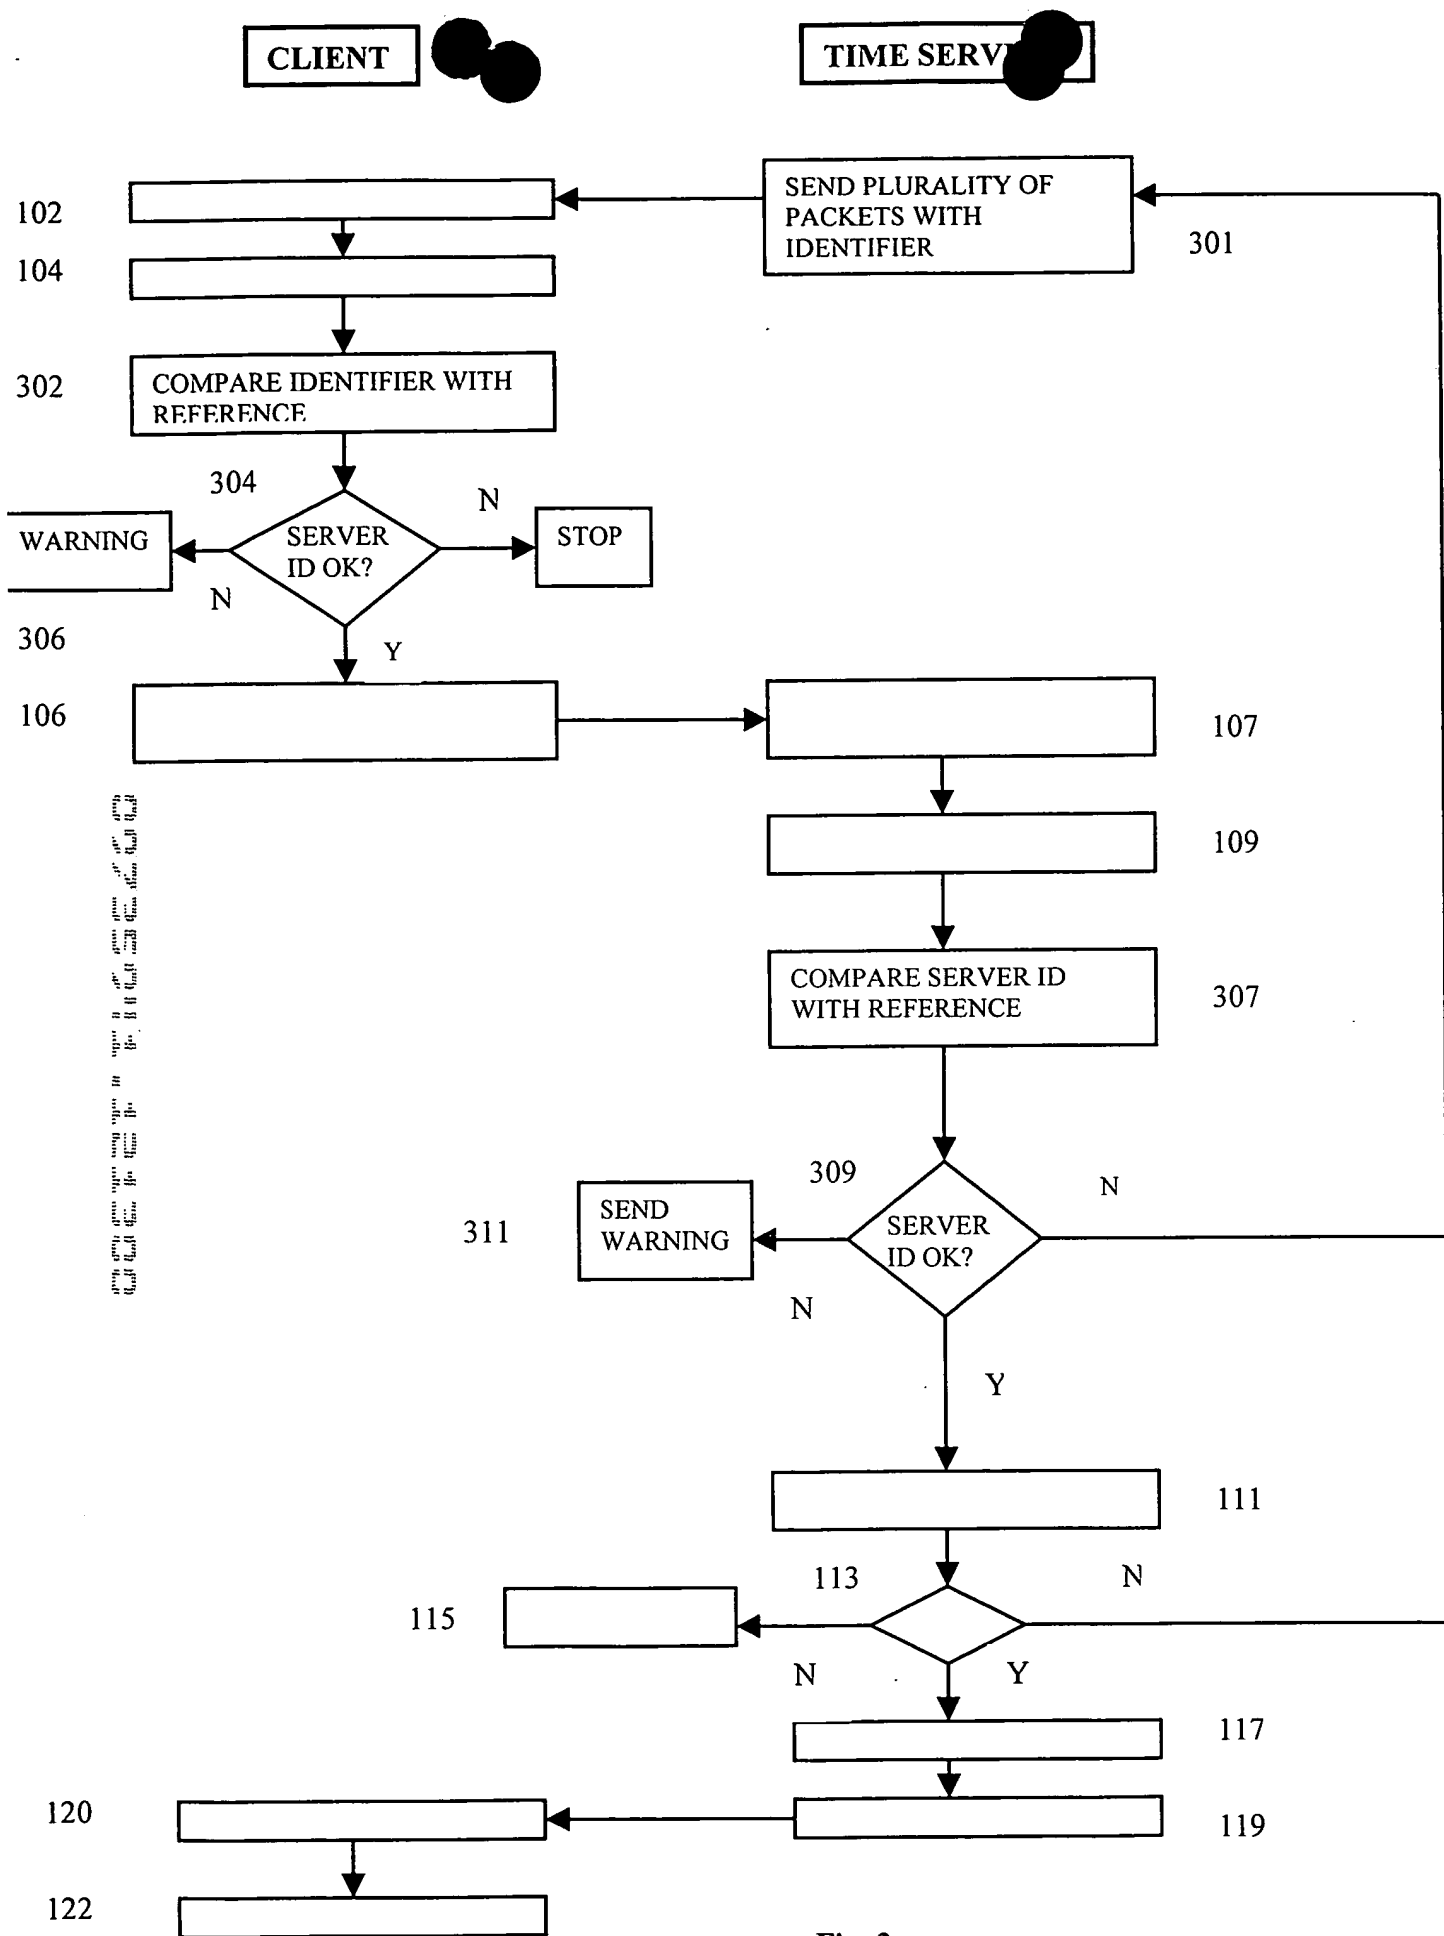 CLIENT
TIME
SEND PLURALITY OF
PACKETS WITH
IDENTIFIER
301
102
104
302
COMPARE IDENTIFIER WITH
REFERENCE
304
N
WARNING
SERVER
ID OK?
STOP
N
306
Y
106
107
109
COMPARE SERVER ID
WITH REFERENCE
307
309
N
311
SEND
WARNING
SERVER
ID OK?
N
Y
111
113
N
115
N
Y
117
120
119
122